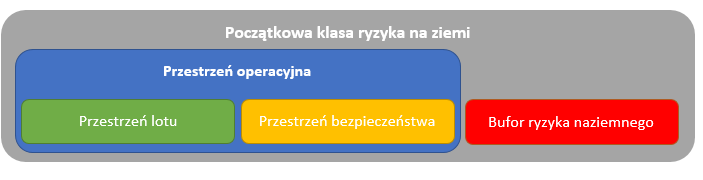 Początkowa klasa ryzyka na ziemi
Przestrzeń operacyjna
Przestrzeń lotu
Przestrzeń bezpieczeństwa
Bufor ryzyka naziemnego